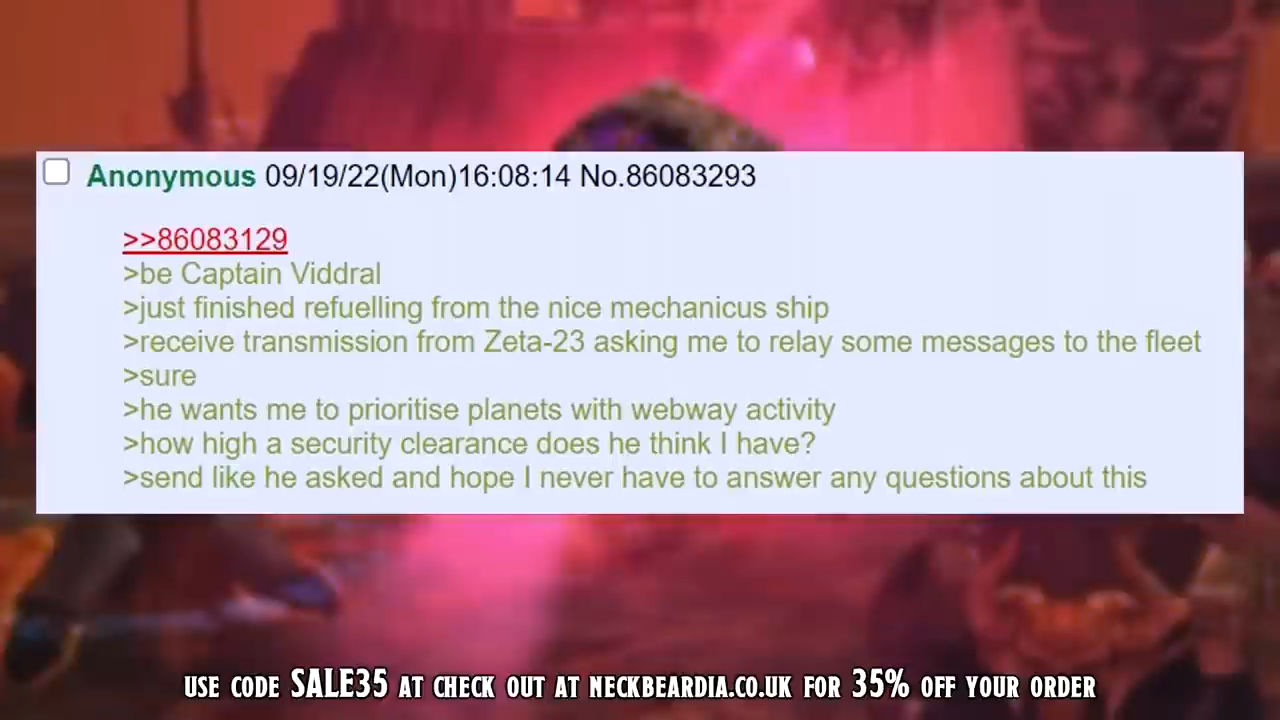 Anonymous 09/19/22(Mon)16:08:14 No.86083293
>>86083129
>be Captain Viddral
>just finished refuelling from the nice mechanicus ship
>receive transmission from Zeta-23 asking me to relay some messages to the fleet
>sure
>he wants me to prioritise planets with webway activity
>how high a security clearance does he think I have?
>send like he asked and hope I never have to answer any questions about this
USE CODE SALE35 AT CHECK OUT AT NECKBEARDIA.CO.UK FOR 35% OFF YOUR ORDER